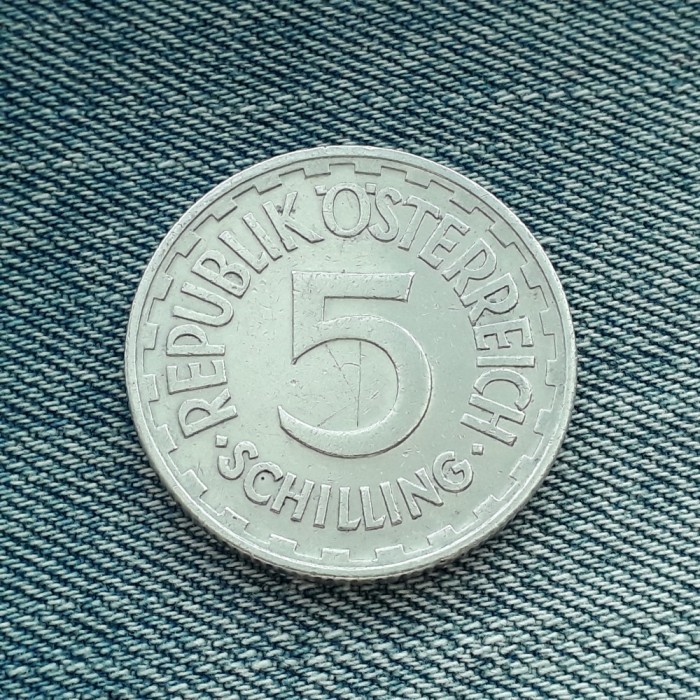 REPUBLIK ÖSTERREICH
5
· SCHILLING ·